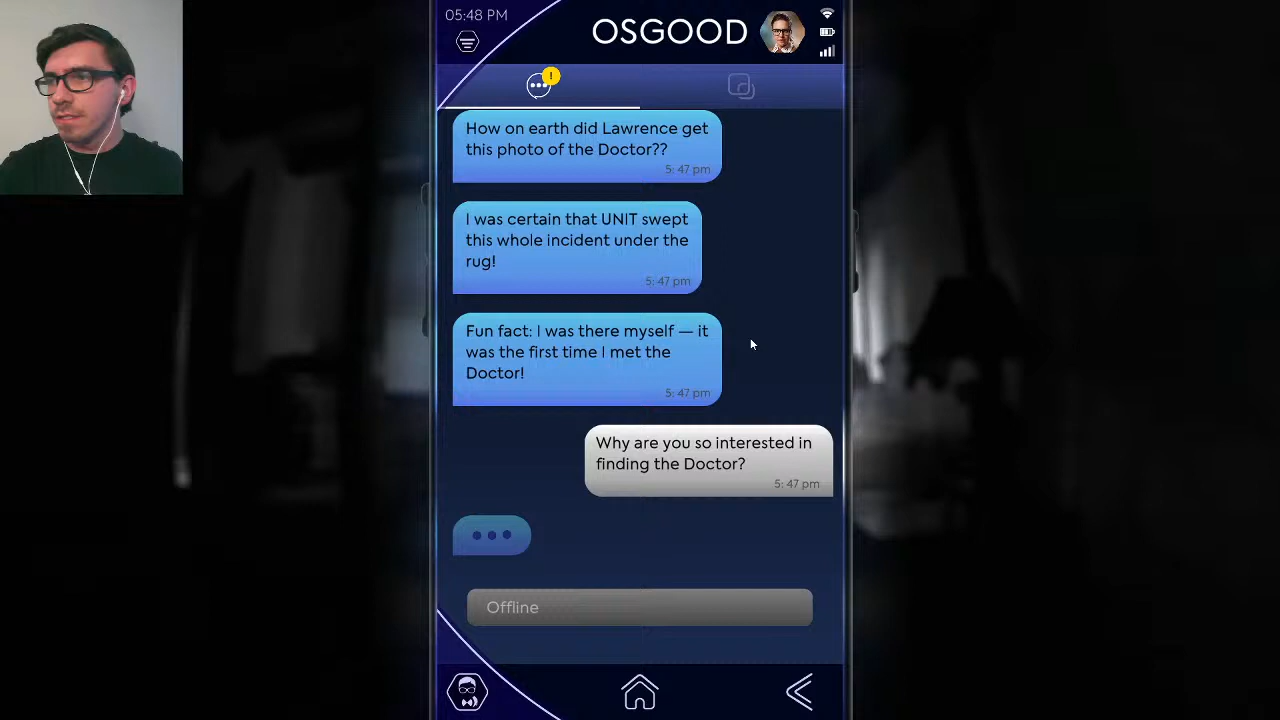 05:48 PM
OSGOOD
!
How on earth did Lawrence get
this photo of the Doctor??
5: 47 pm
I was certain that UNIT swept
this whole incident under the
rug!
5: 47 pm
Fun fact: I was there myself — it
was the first time I met the
Doctor!
5: 47 pm
Why are you so interested in
finding the Doctor?
5: 47 pm
Offline